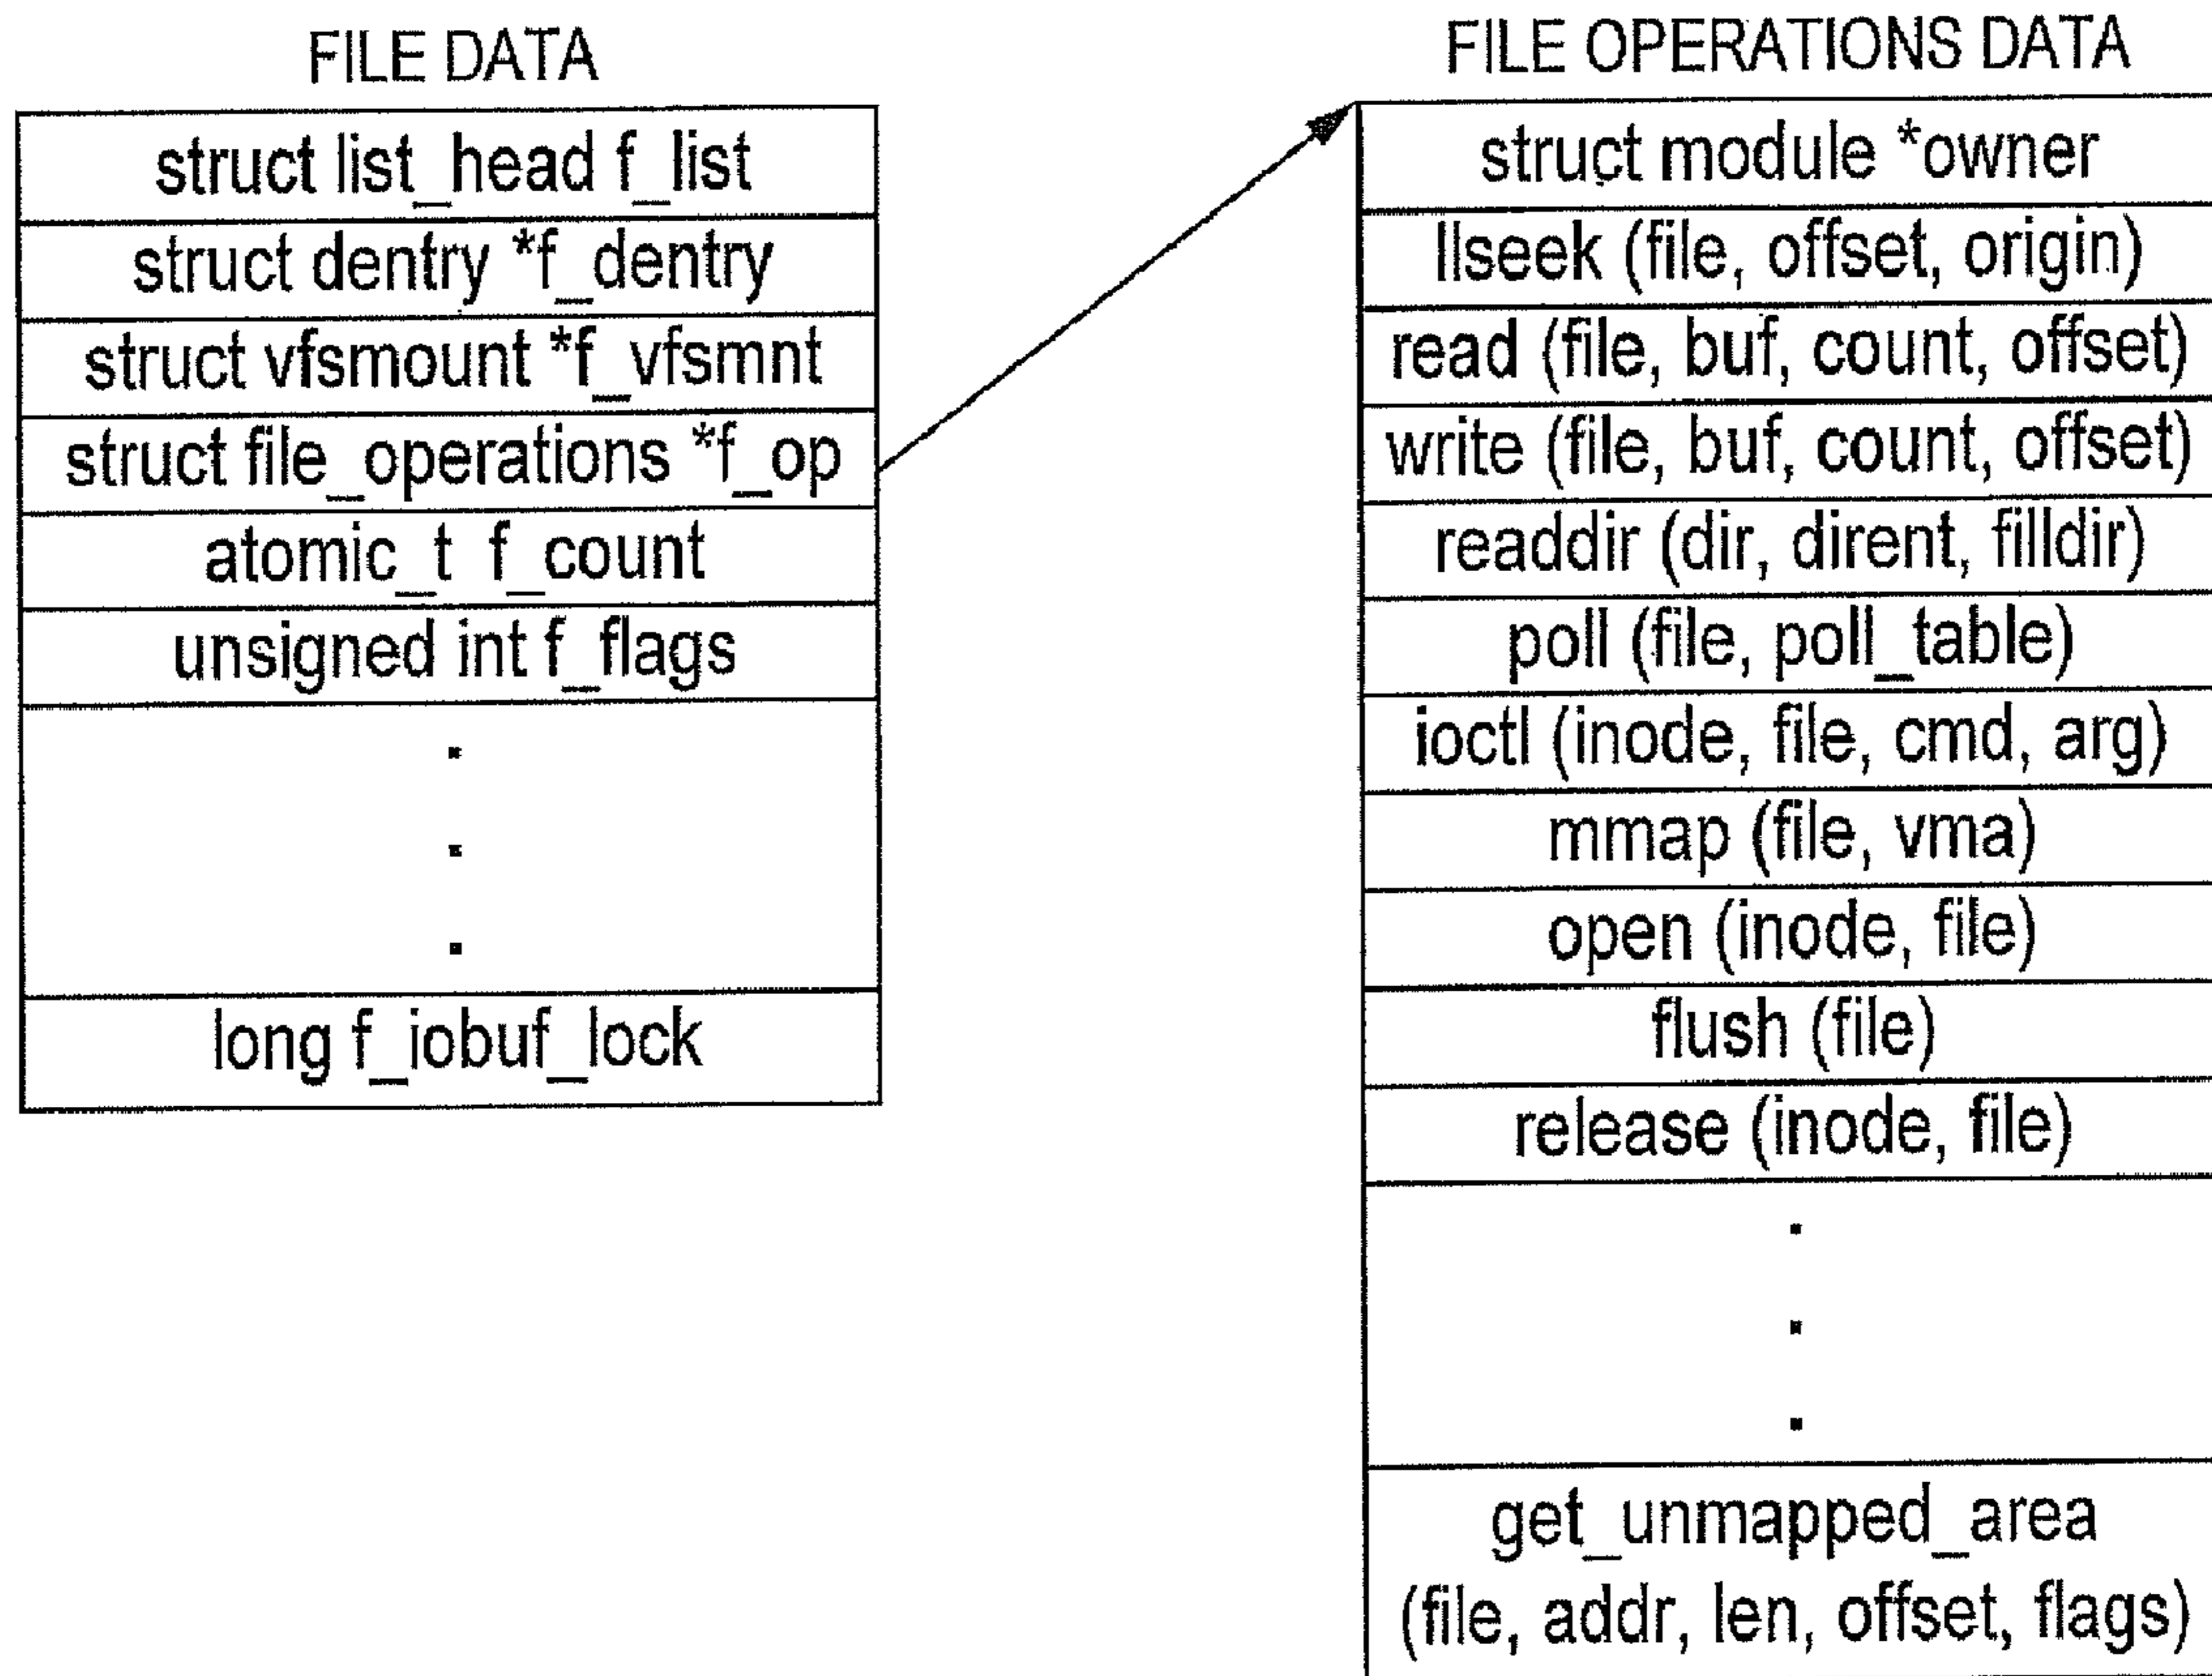 FILE DATA
struct list_head f_list
struct dentry *f_dentry
struct vfsmount *f_vfsmnt
struct file_operations *f_op
atomic_t f_count
unsigned int f_flags
.
.
.
long f_iobuf_lock
FILE OPERATIONS DATA
struct module *owner
llseek (file, offset, origin)
read (file, buf, count, offset)
write (file, buf, count, offset)
readdir (dir, dirent, filldir)
poll (file, poll_table)
ioctl (inode, file, cmd, arg)
mmap (file, vma)
open (inode, file)
flush (file)
release (inode, file)
.
.
.
get_unmapped_area
(file, addr, len, offset, flags)